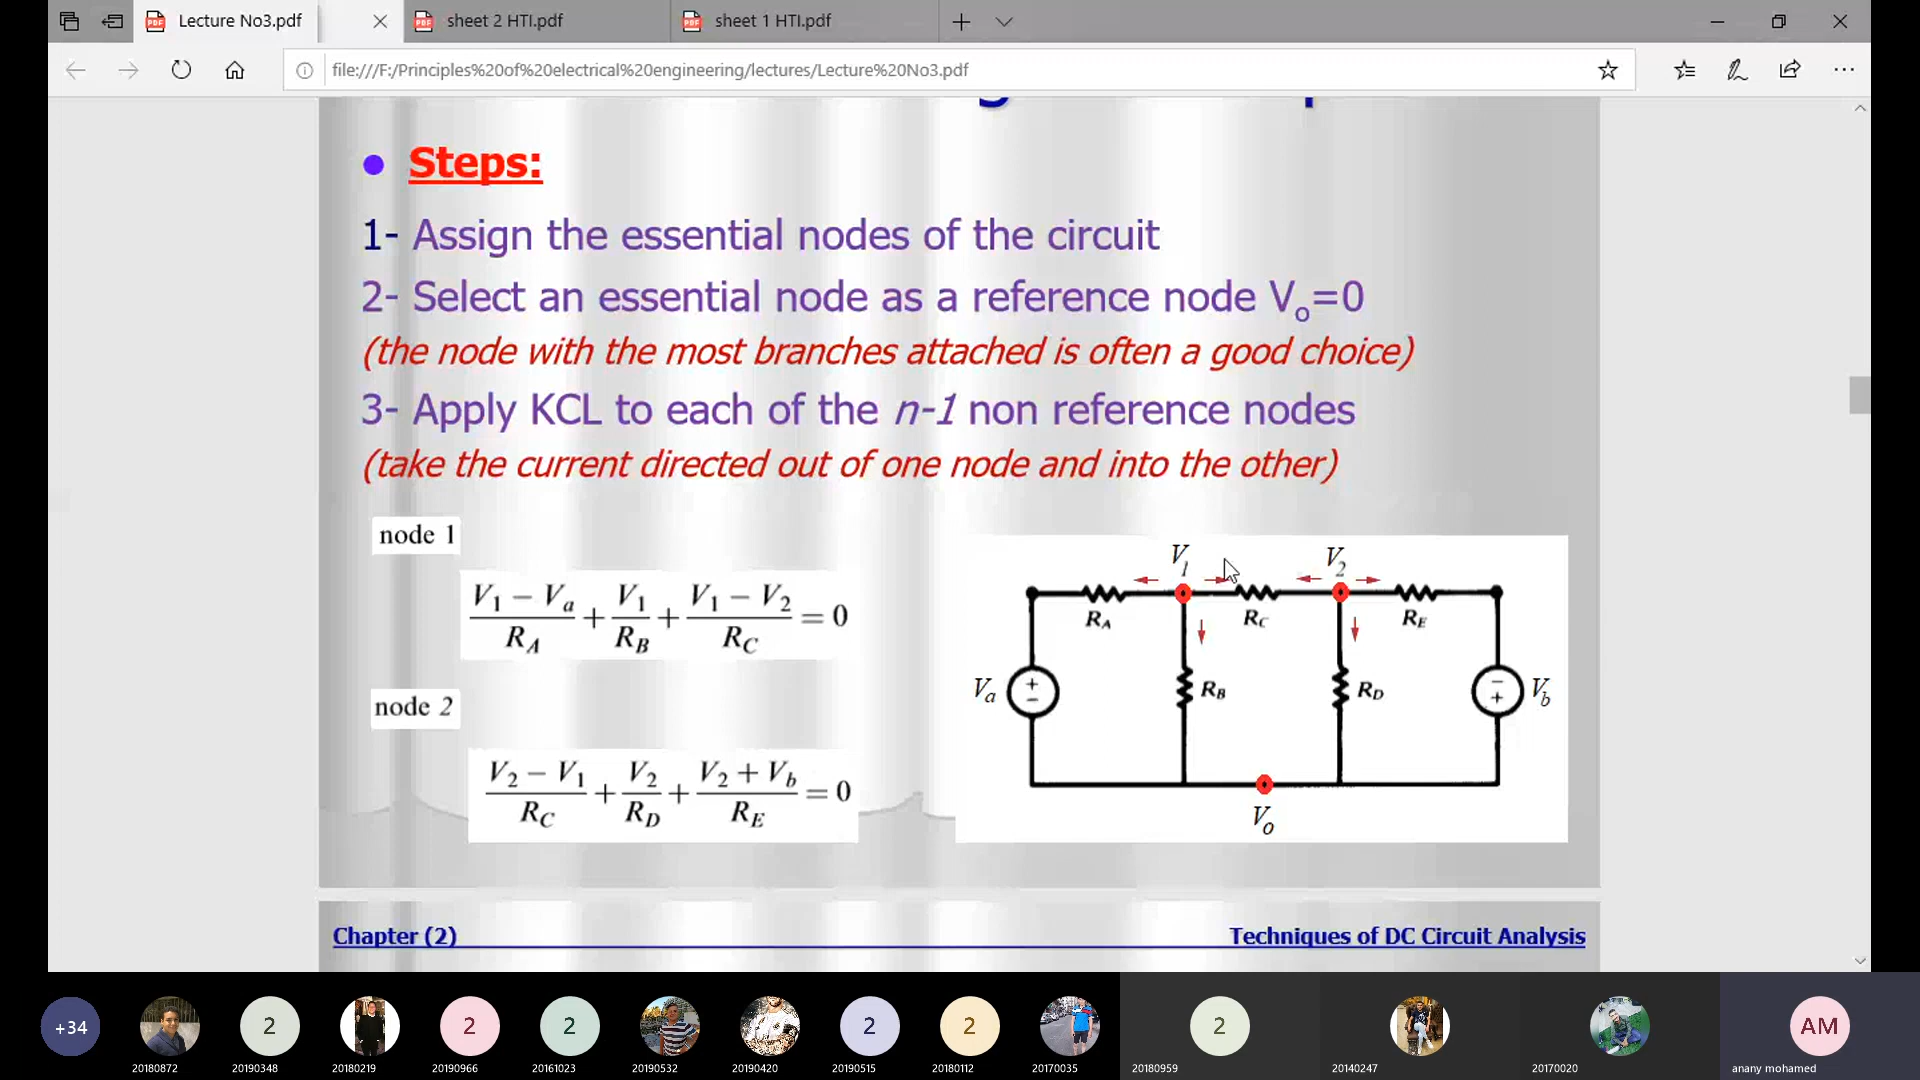 Lecture No3.pdf
sheet 2 HTI.pdf
sheet 1 HTI.pdf
file:///F:/Principles%20of%20electrical%20engineering/lectures/Lecture%20No3.pdf
Steps:
1- Assign the essential nodes of the circuit
2- Select an essential node as a reference node Vo=0
(the node with the most branches attached is often a good choice)
3- Apply KCL to each of the n-1 non reference nodes
(take the current directed out of one node and into the other)
node 1
(V1 − Va)/RA + V1/RB + (V1 − V2)/RC = 0
node 2
(V2 − V1)/RC + V2/RD + (V2 + Vb)/RE = 0
V1 V2
RA RC RE
Va RB RD Vb
Vo
Chapter (2) Techniques of DC Circuit Analysis
+34 2 2 2 2 2 2 AM
20180872 20190348 20180219 20190966 20161023 20190532 20190420 20190515 20180112 20170035 20180959 20140247 20170020 anany mohamed